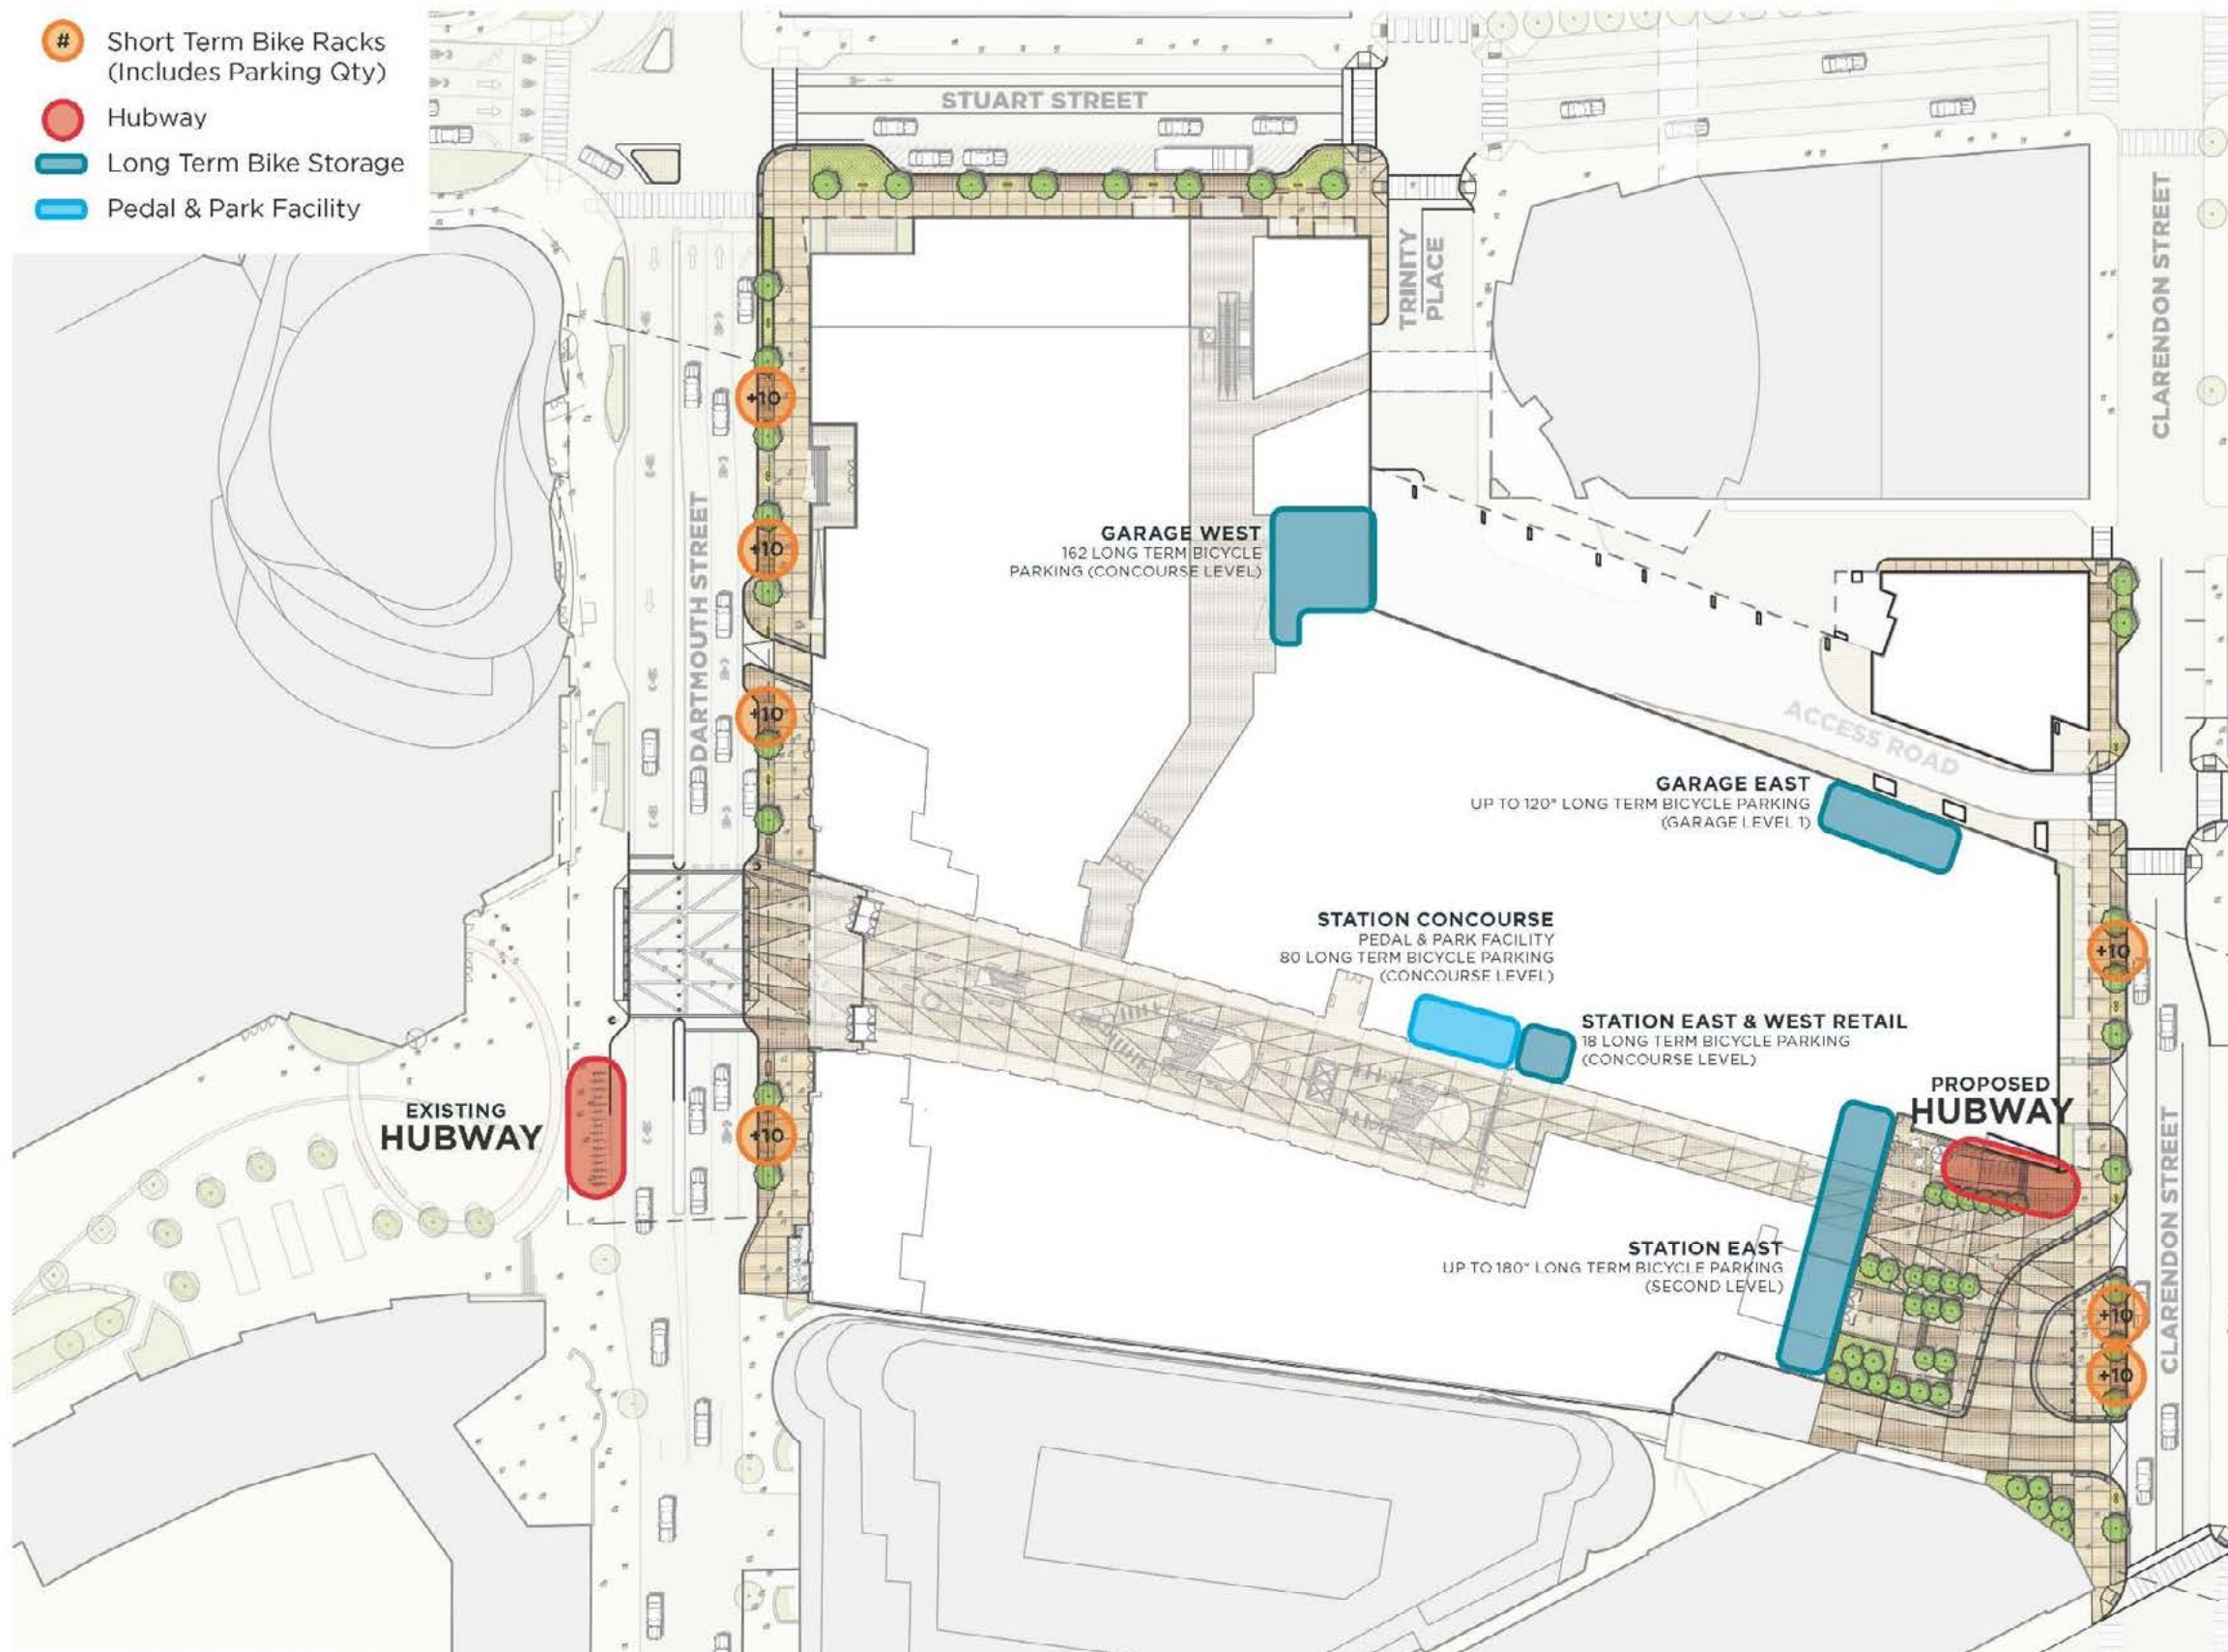 #
Short Term Bike Racks
(Includes Parking Qty)
Hubway
Long Term Bike Storage
Pedal & Park Facility
STUART STREET
TRINITY
PLACE
CLARENDON STREET
DARTMOUTH STREET
+10
+10
+10
GARAGE WEST
162 LONG TERM BICYCLE
PARKING (CONCOURSE LEVEL)
ACCESS ROAD
GARAGE EAST
UP TO 120* LONG TERM BICYCLE PARKING
(GARAGE LEVEL 1)
STATION CONCOURSE
PEDAL & PARK FACILITY
80 LONG TERM BICYCLE PARKING
(CONCOURSE LEVEL)
+10
STATION EAST & WEST RETAIL
18 LONG TERM BICYCLE PARKING
(CONCOURSE LEVEL)
EXISTING
HUBWAY
+10
PROPOSED
HUBWAY
STATION EAST
UP TO 180* LONG TERM BICYCLE PARKING
(SECOND LEVEL)
CLARENDON STREET
+10
+10